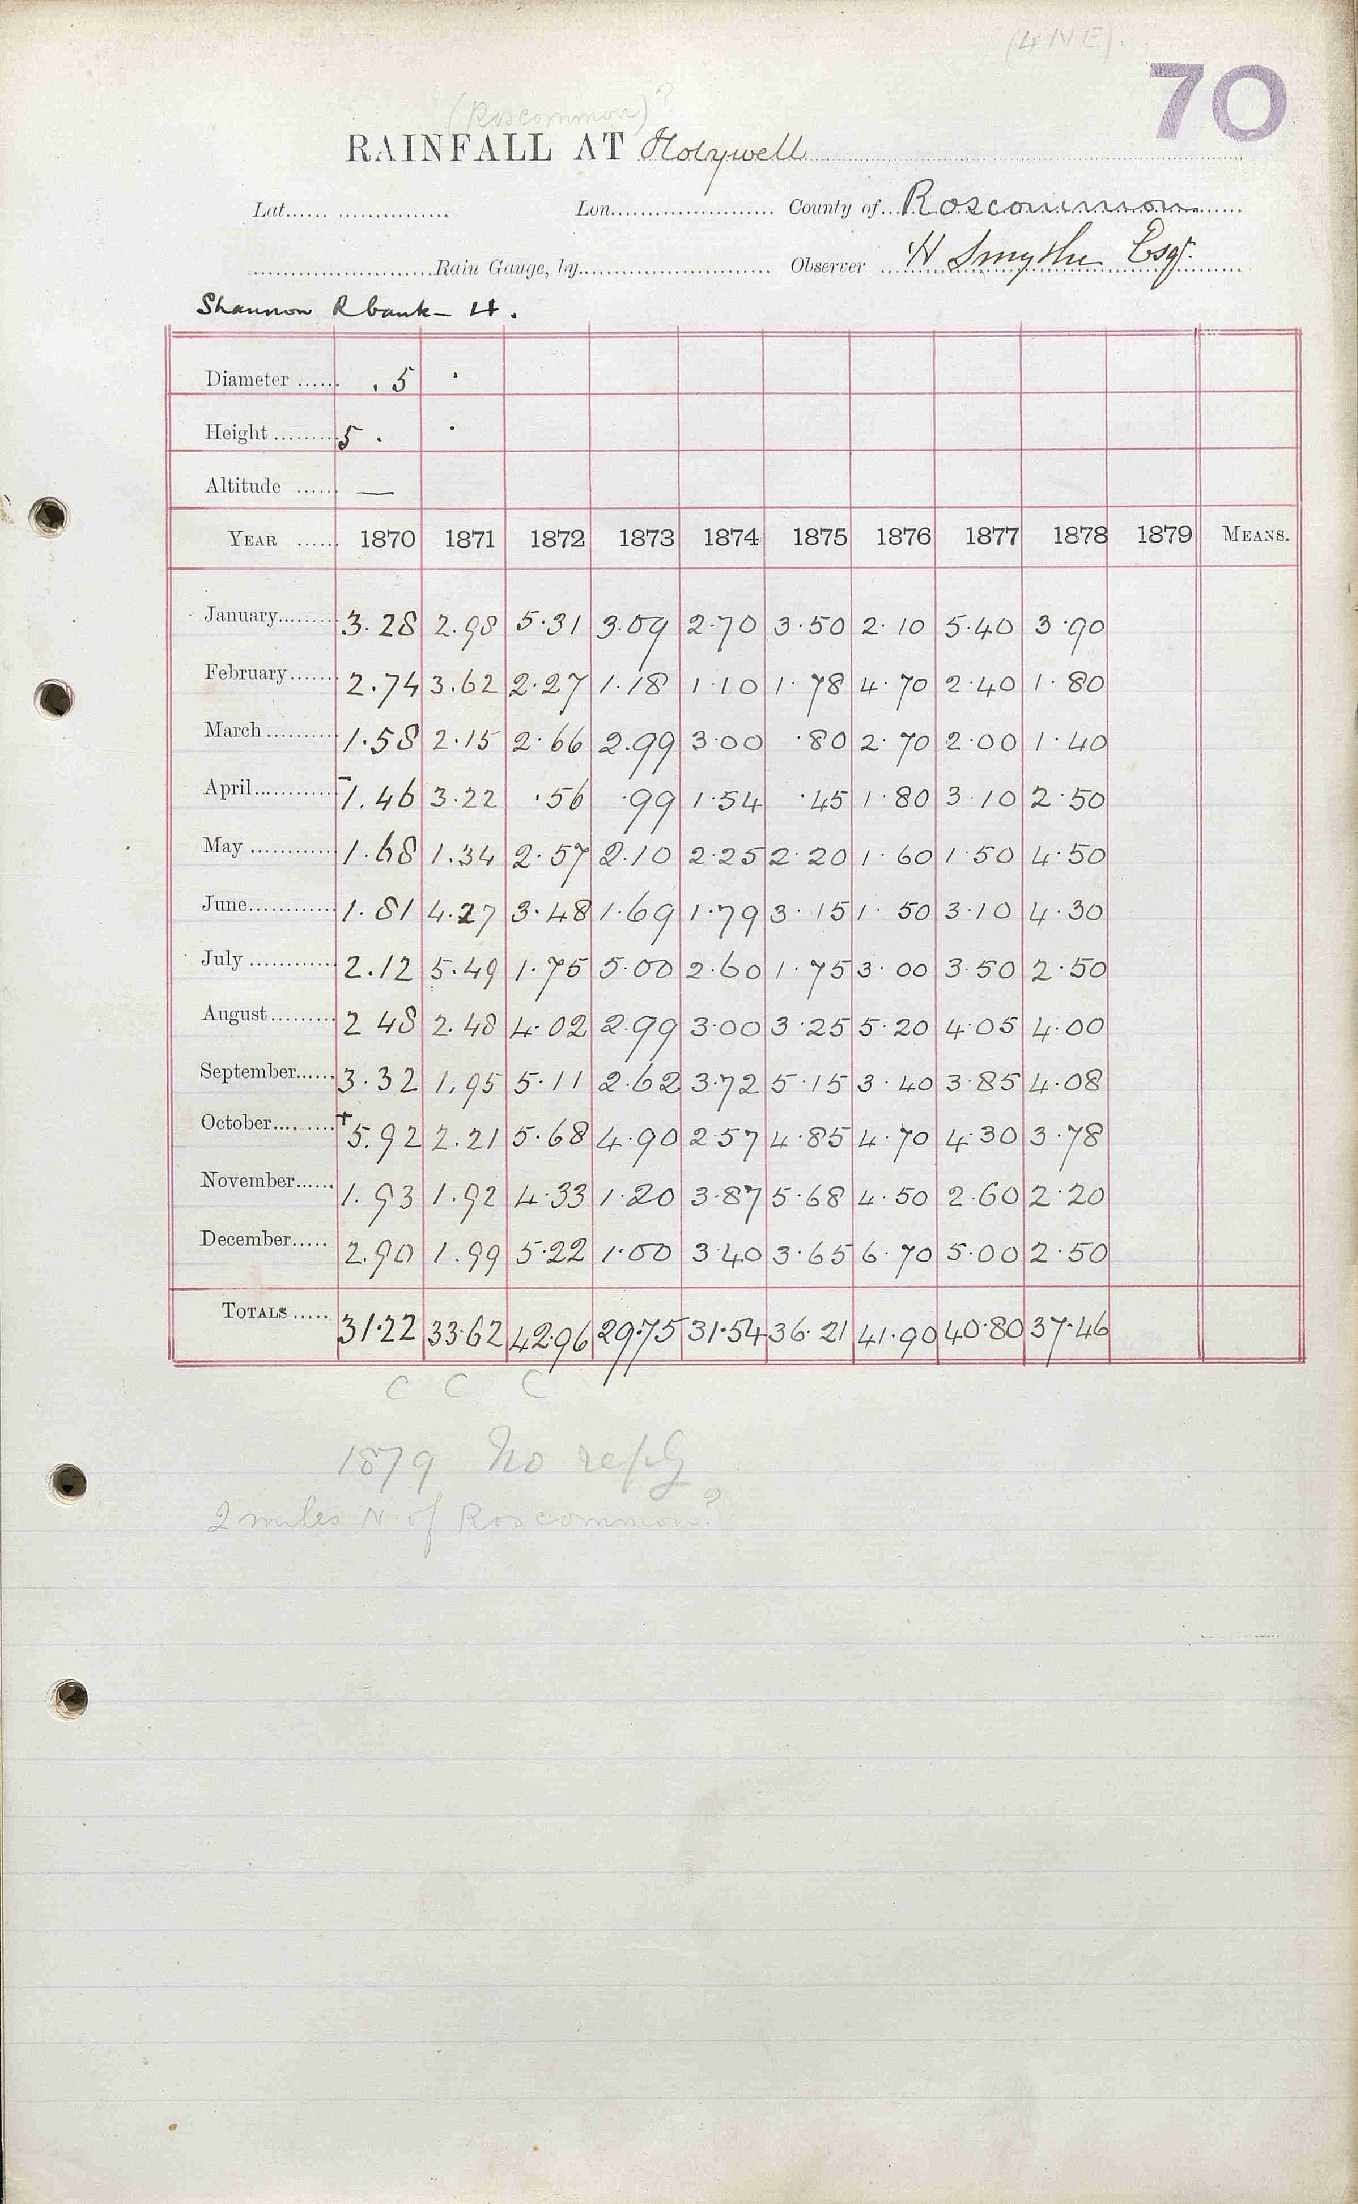 (4 NE).
70
(Roscommon)?
RAINFALL AT Holywell
Lat. Lon. County of Roscommon
Rain Gauge, by Observer H Smythe Esqr.
Shannon R bank - H.
Diameter .5 .
Height 5 . .
Altitude —
YEAR 1870 1871 1872 1873 1874 1875 1876 1877 1878 1879 MEANS.
January 3.28 2.98 5.31 3.09 2.70 3.50 2.10 5.40 3.90
February 2.74 3.62 2.27 1.18 1.10 1.78 4.70 2.40 1.80
March 1.58 2.15 2.66 2.99 3.00 .80 2.70 2.00 1.40
April -1.46 3.22 .56 .99 1.54 .45 1.80 3.10 2.50
May 1.68 1.34 2.57 2.10 2.25 2.20 1.60 1.50 4.50
June 1.81 4.27 3.48 1.69 1.79 3.15 1.50 3.10 4.30
July 2.12 5.49 1.75 5.00 2.60 1.75 3.00 3.50 2.50
August 2 48 2.48 4.02 2.99 3.00 3.25 5.20 4.05 4.00
September 3.32 1.95 5.11 2.62 3.72 5.15 3.40 3.85 4.08
October +5.92 2.21 5.68 4.90 2.57 4.85 4.70 4.30 3.78
November 1.93 1.92 4.33 1.20 3.87 5.68 4.50 2.60 2.20
December 2.90 1.99 5.22 1.00 3.40 3.65 6.70 5.00 2.50
TOTALS 31.22 33.62 42.96 29.75 31.54 36.21 41.90 40.80 37.46
C C C
1879 No reply
2 miles N. of Roscommon?